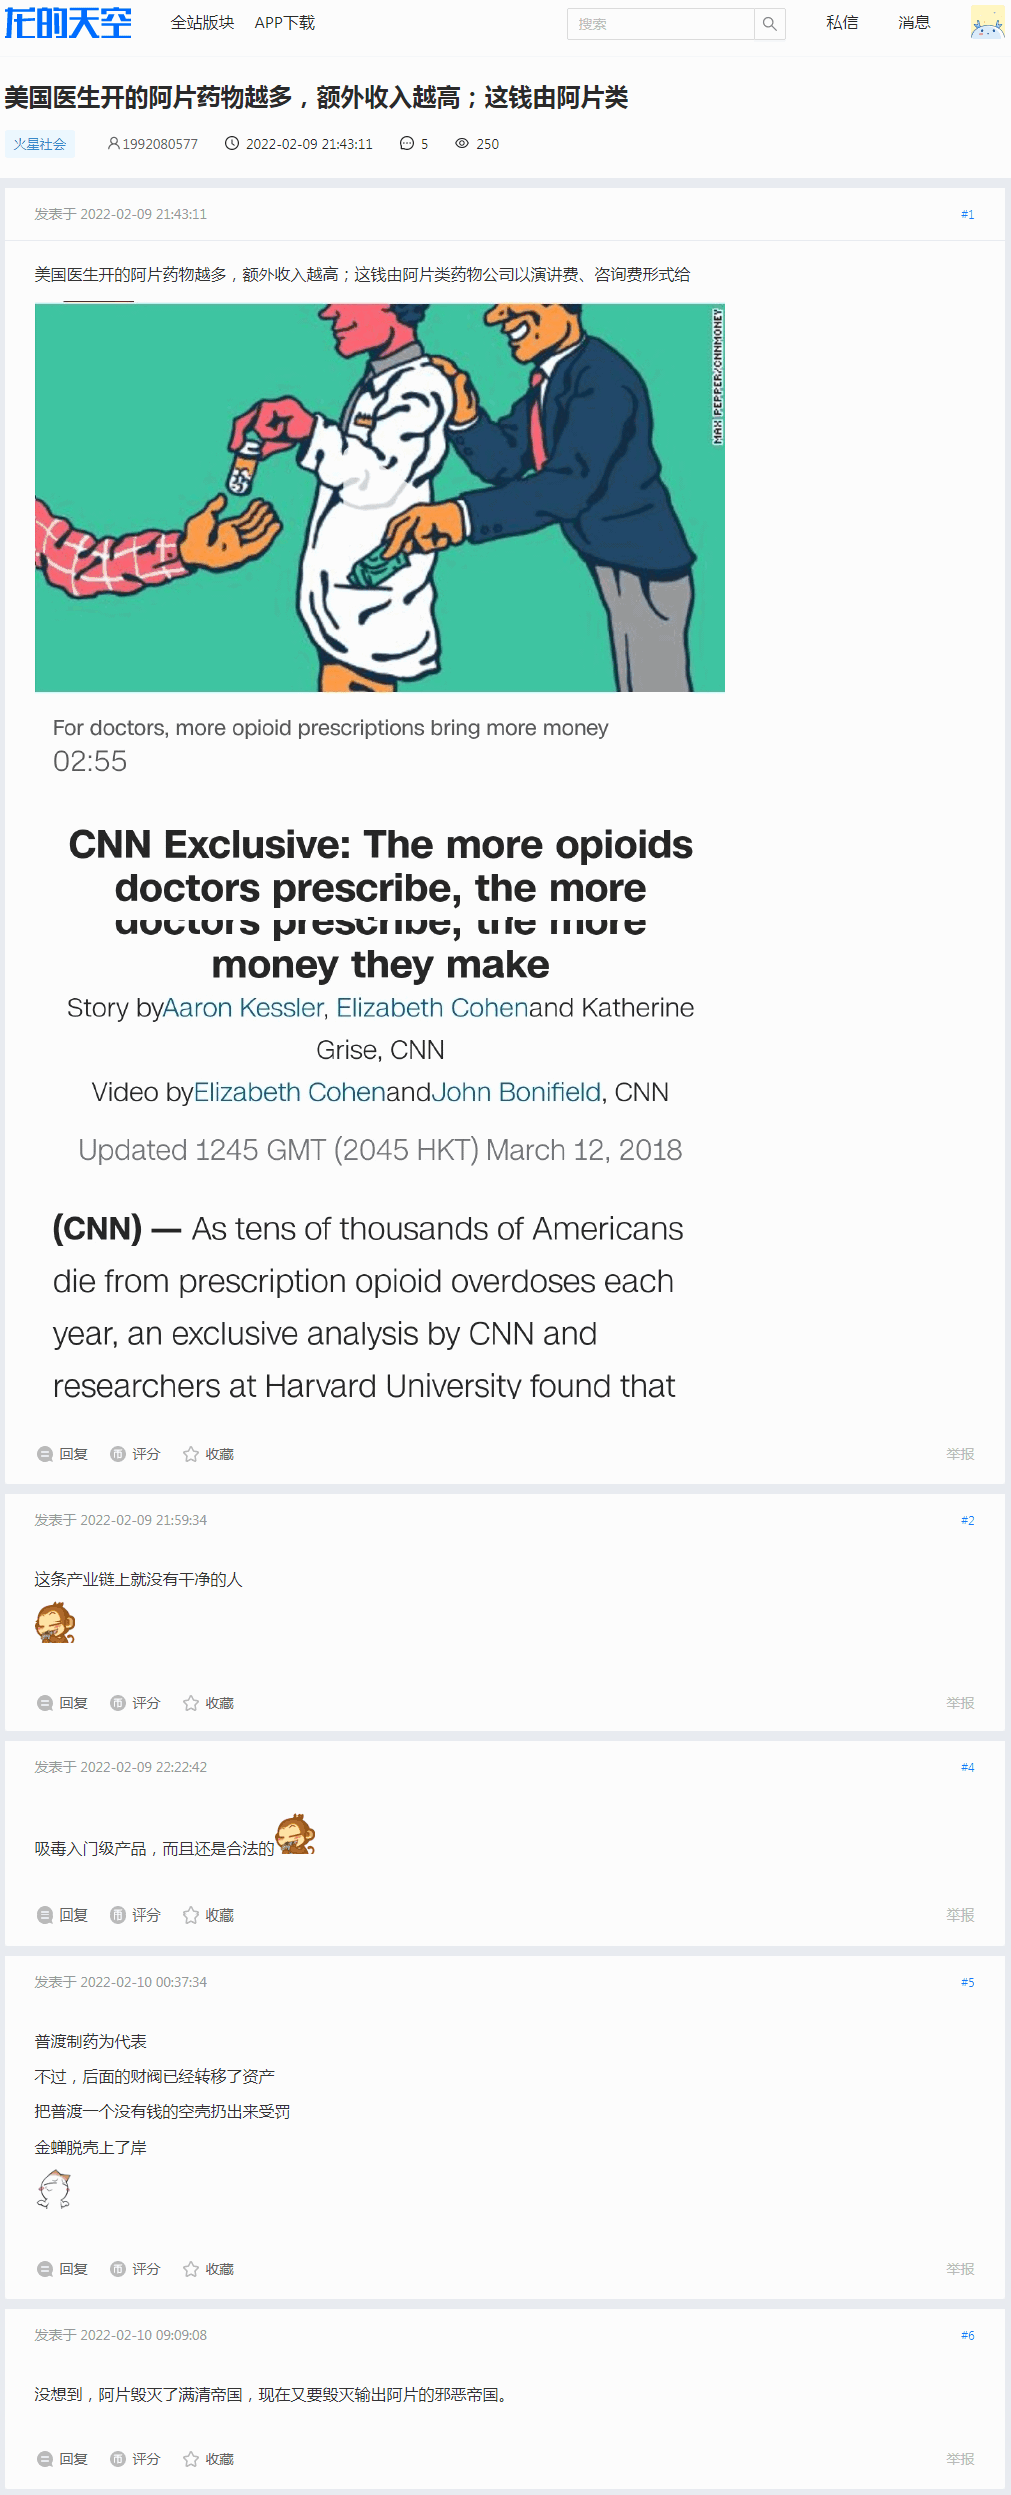 龙的天空
全站版块 APP下载 搜索 私信 消息
美国医生开的阿片药物越多，额外收入越高；这钱由阿片类
火星社会 1992080577 2022-02-09 21:43:11 5 250
发表于 2022-02-09 21:43:11 #1
美国医生开的阿片药物越多，额外收入越高；这钱由阿片类药物公司以演讲费、咨询费形式给
MAX PEPPER/CNNMONEY
For doctors, more opioid prescriptions bring more money
02:55
CNN Exclusive: The more opioids
doctors prescribe, the more
doctors prescribe, the more
money they make
Story byAaron Kessler, Elizabeth Cohenand Katherine
Grise, CNN
Video byElizabeth CohenandJohn Bonifield, CNN
Updated 1245 GMT (2045 HKT) March 12, 2018
(CNN) — As tens of thousands of Americans
die from prescription opioid overdoses each
year, an exclusive analysis by CNN and
researchers at Harvard University found that
回复 评分 收藏 举报
发表于 2022-02-09 21:59:34 #2
这条产业链上就没有干净的人
回复 评分 收藏 举报
发表于 2022-02-09 22:22:42 #4
吸毒入门级产品，而且还是合法的
回复 评分 收藏 举报
发表于 2022-02-10 00:37:34 #5
普渡制药为代表
不过，后面的财阀已经转移了资产
把普渡一个没有钱的空壳扔出来受罚
金蝉脱壳上了岸
回复 评分 收藏 举报
发表于 2022-02-10 09:09:08 #6
没想到，阿片毁灭了满清帝国，现在又要毁灭输出阿片的邪恶帝国。
回复 评分 收藏 举报